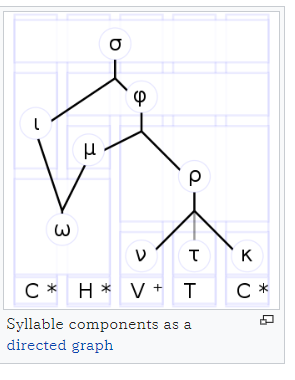 σ
φ
ι
μ
ρ
ω
ν τ κ
C * H * V + T C *
Syllable components as a
directed graph